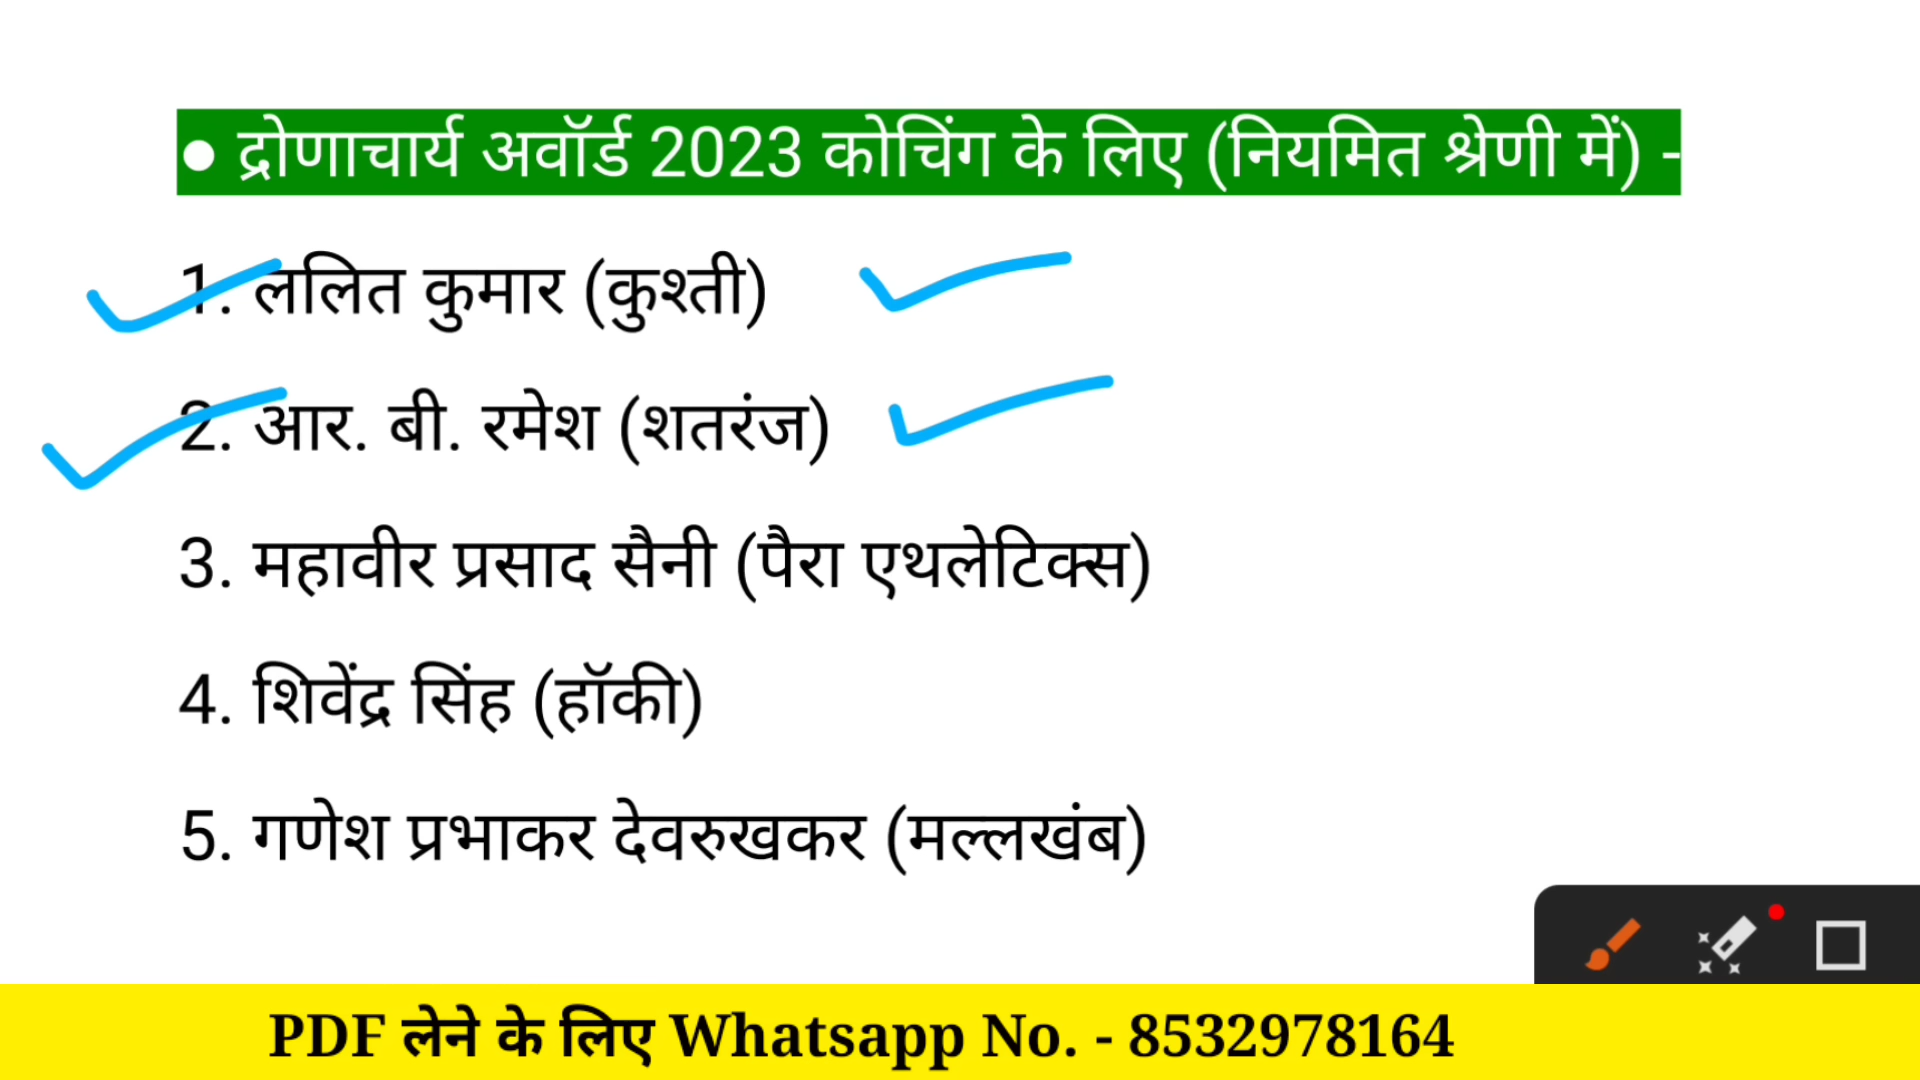 ● द्रोणाचार्य अवॉर्ड 2023 कोचिंग के लिए (नियमित श्रेणी में) -
1. ललित कुमार (कुश्ती)
2. आर. बी. रमेश (शतरंज)
3. महावीर प्रसाद सैनी (पैरा एथलेटिक्स)
4. शिवेंद्र सिंह (हॉकी)
5. गणेश प्रभाकर देवरुखकर (मल्लखंब)
PDF लेने के लिए Whatsapp No. - 8532978164